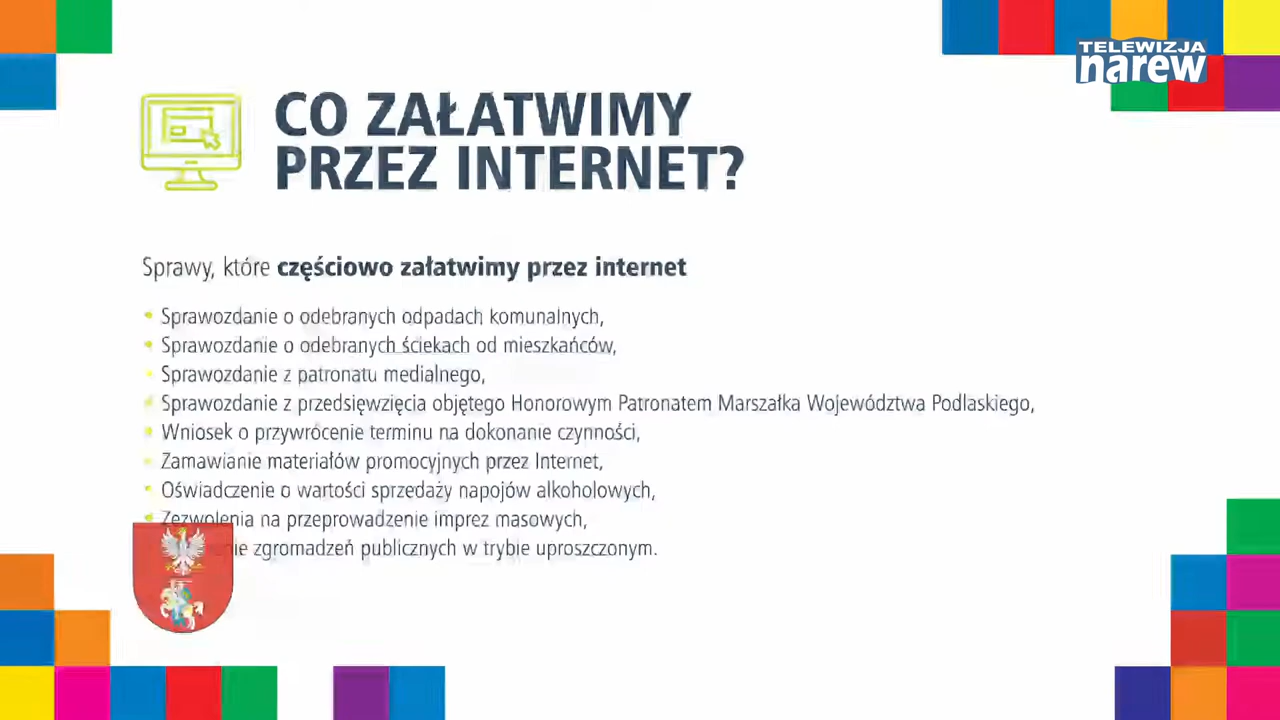 TELEWIZJA
narew
CO ZAŁATWIMY
PRZEZ INTERNET?
Sprawy, które częściowo załatwimy przez internet
• Sprawozdanie o odebranych odpadach komunalnych,
• Sprawozdanie o odebranych ściekach od mieszkańców,
• Sprawozdanie z patronatu medialnego,
• Sprawozdanie z przedsięwzięcia objętego Honorowym Patronatem Marszałka Województwa Podlaskiego,
• Wniosek o przywrócenie terminu na dokonanie czynności,
• Zamawianie materiałów promocyjnych przez Internet,
• Oświadczenie o wartości sprzedaży napojów alkoholowych,
• Zezwolenia na przeprowadzenie imprez masowych,
zgromadzeń publicznych w trybie uproszczonym.